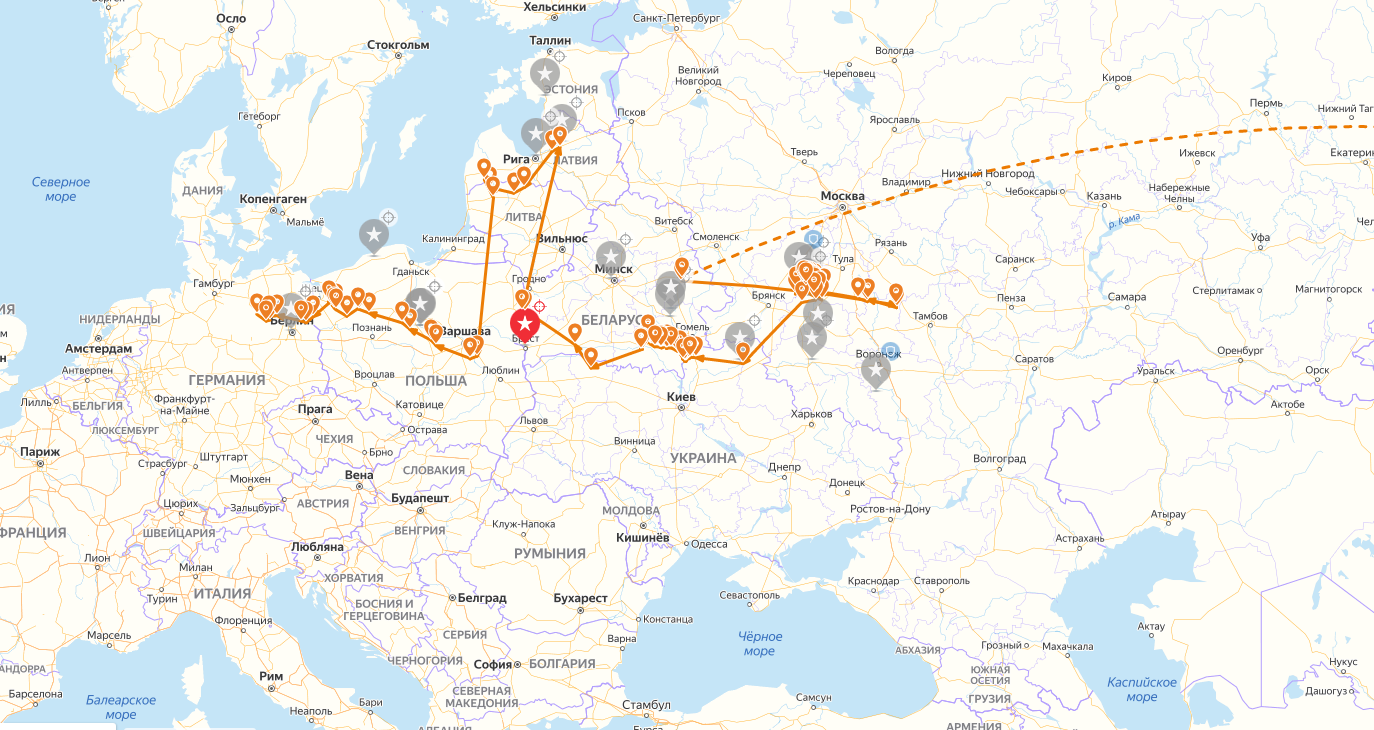 Хельсинки
Осло
Санкт-Петербург
Стокгольм
Таллин
Вологда
Великий
Новгород
Череповец
Киров
ЭСТОНИЯ
Пермь
Нижний Таг
Гётеборг
Псков
Ярославль
Тверь
Ижевск
Екатерин
Рига
ЛАТВИЯ
Северное
море
ДАНИЯ
Нижний Новгород
Владимир
Чебоксары
Казань
Набережные
Челны
Москва
Копенгаген
Мальмё
ЛИТВА
Витебск
р. Кама
Чел
Калининград
Вильнюс
Смоленск
Рязань
Уфа
Тула
Саранск
Гданьск
Минск
Гамбург
Гродно
Стерлитамак
Магнитогорск
Брянск
Пенза
Самара
НИДЕРЛАНДЫ
Берлин
Познань
Варшава
БЕЛАРУСЬ
Гомель
Тамбов
Амстердам
Брест
Воронеж
Саратов
Оренбург
Антверпен
ГЕРМАНИЯ
Вроцлав
ПОЛЬША
Люблин
Уральск
Орск
Лилль
БЕЛЬГИЯ
Франкфурт-
на-Майне
Прага
Катовице
Киев
Актобе
ЛЮКСЕМБУРГ
Острава
Львов
Харьков
ЧЕХИЯ
Париж
Страсбург
Штутгарт
Брно
Винница
УКРАИНА
Волгоград
Мюнхен
Вена
СЛОВАКИЯ
Днепр
Цюрих
Зальцбург
АВСТРИЯ
Будапешт
Донецк
МОЛДОВА
Ростов-на-Дону
Атырау
ФРАНЦИЯ
ШВЕЙЦАРИЯ
ВЕНГРИЯ
Клуж-Напока
Кишинёв
Одесса
Астрахань
Любляна
РУМЫНИЯ
Лион
Милан
ХОРВАТИЯ
Краснодар
Ставрополь
Турин
ИТАЛИЯ
БОСНИЯ И
ГЕРЦЕГОВИНА
Белград
Бухарест
Севастополь
Флоренция
Констанца
Актау
Марсель
СЕРБИЯ
Варна
Чёрное
море
Грозный
Махачкала
АБХАЗИЯ
АНДОРРА
ЧЕРНОГОРИЯ
София
БОЛГАРИЯ
ЮЖНАЯ
ОСЕТИЯ
Нукус
Рим
Барселона
Балеарское
море
СЕВЕРНАЯ
МАКЕДОНИЯ
Каспийское
море
Дашогуз
Бари
Самсун
ГРУЗИЯ
Неаполь
Стамбул
АРМЕНИЯ